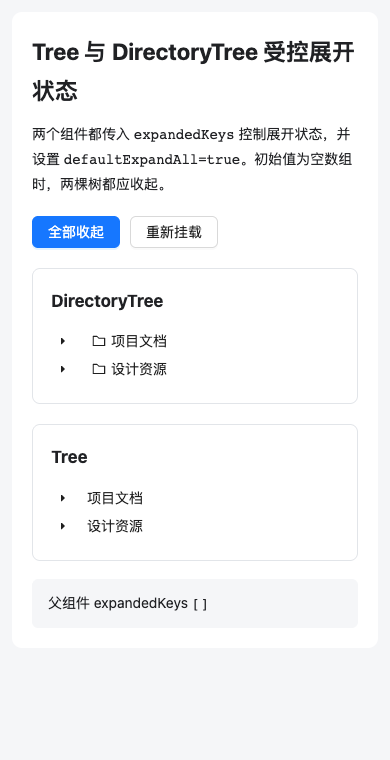 Tree 与 DirectoryTree 受控展开
状态
两个组件都传入 expandedKeys 控制展开状态，并
设置 defaultExpandAll=true。初始值为空数组
时，两棵树都应收起。
全部收起 重新挂载
DirectoryTree
项目文档
设计资源
Tree
项目文档
设计资源
父组件 expandedKeys []